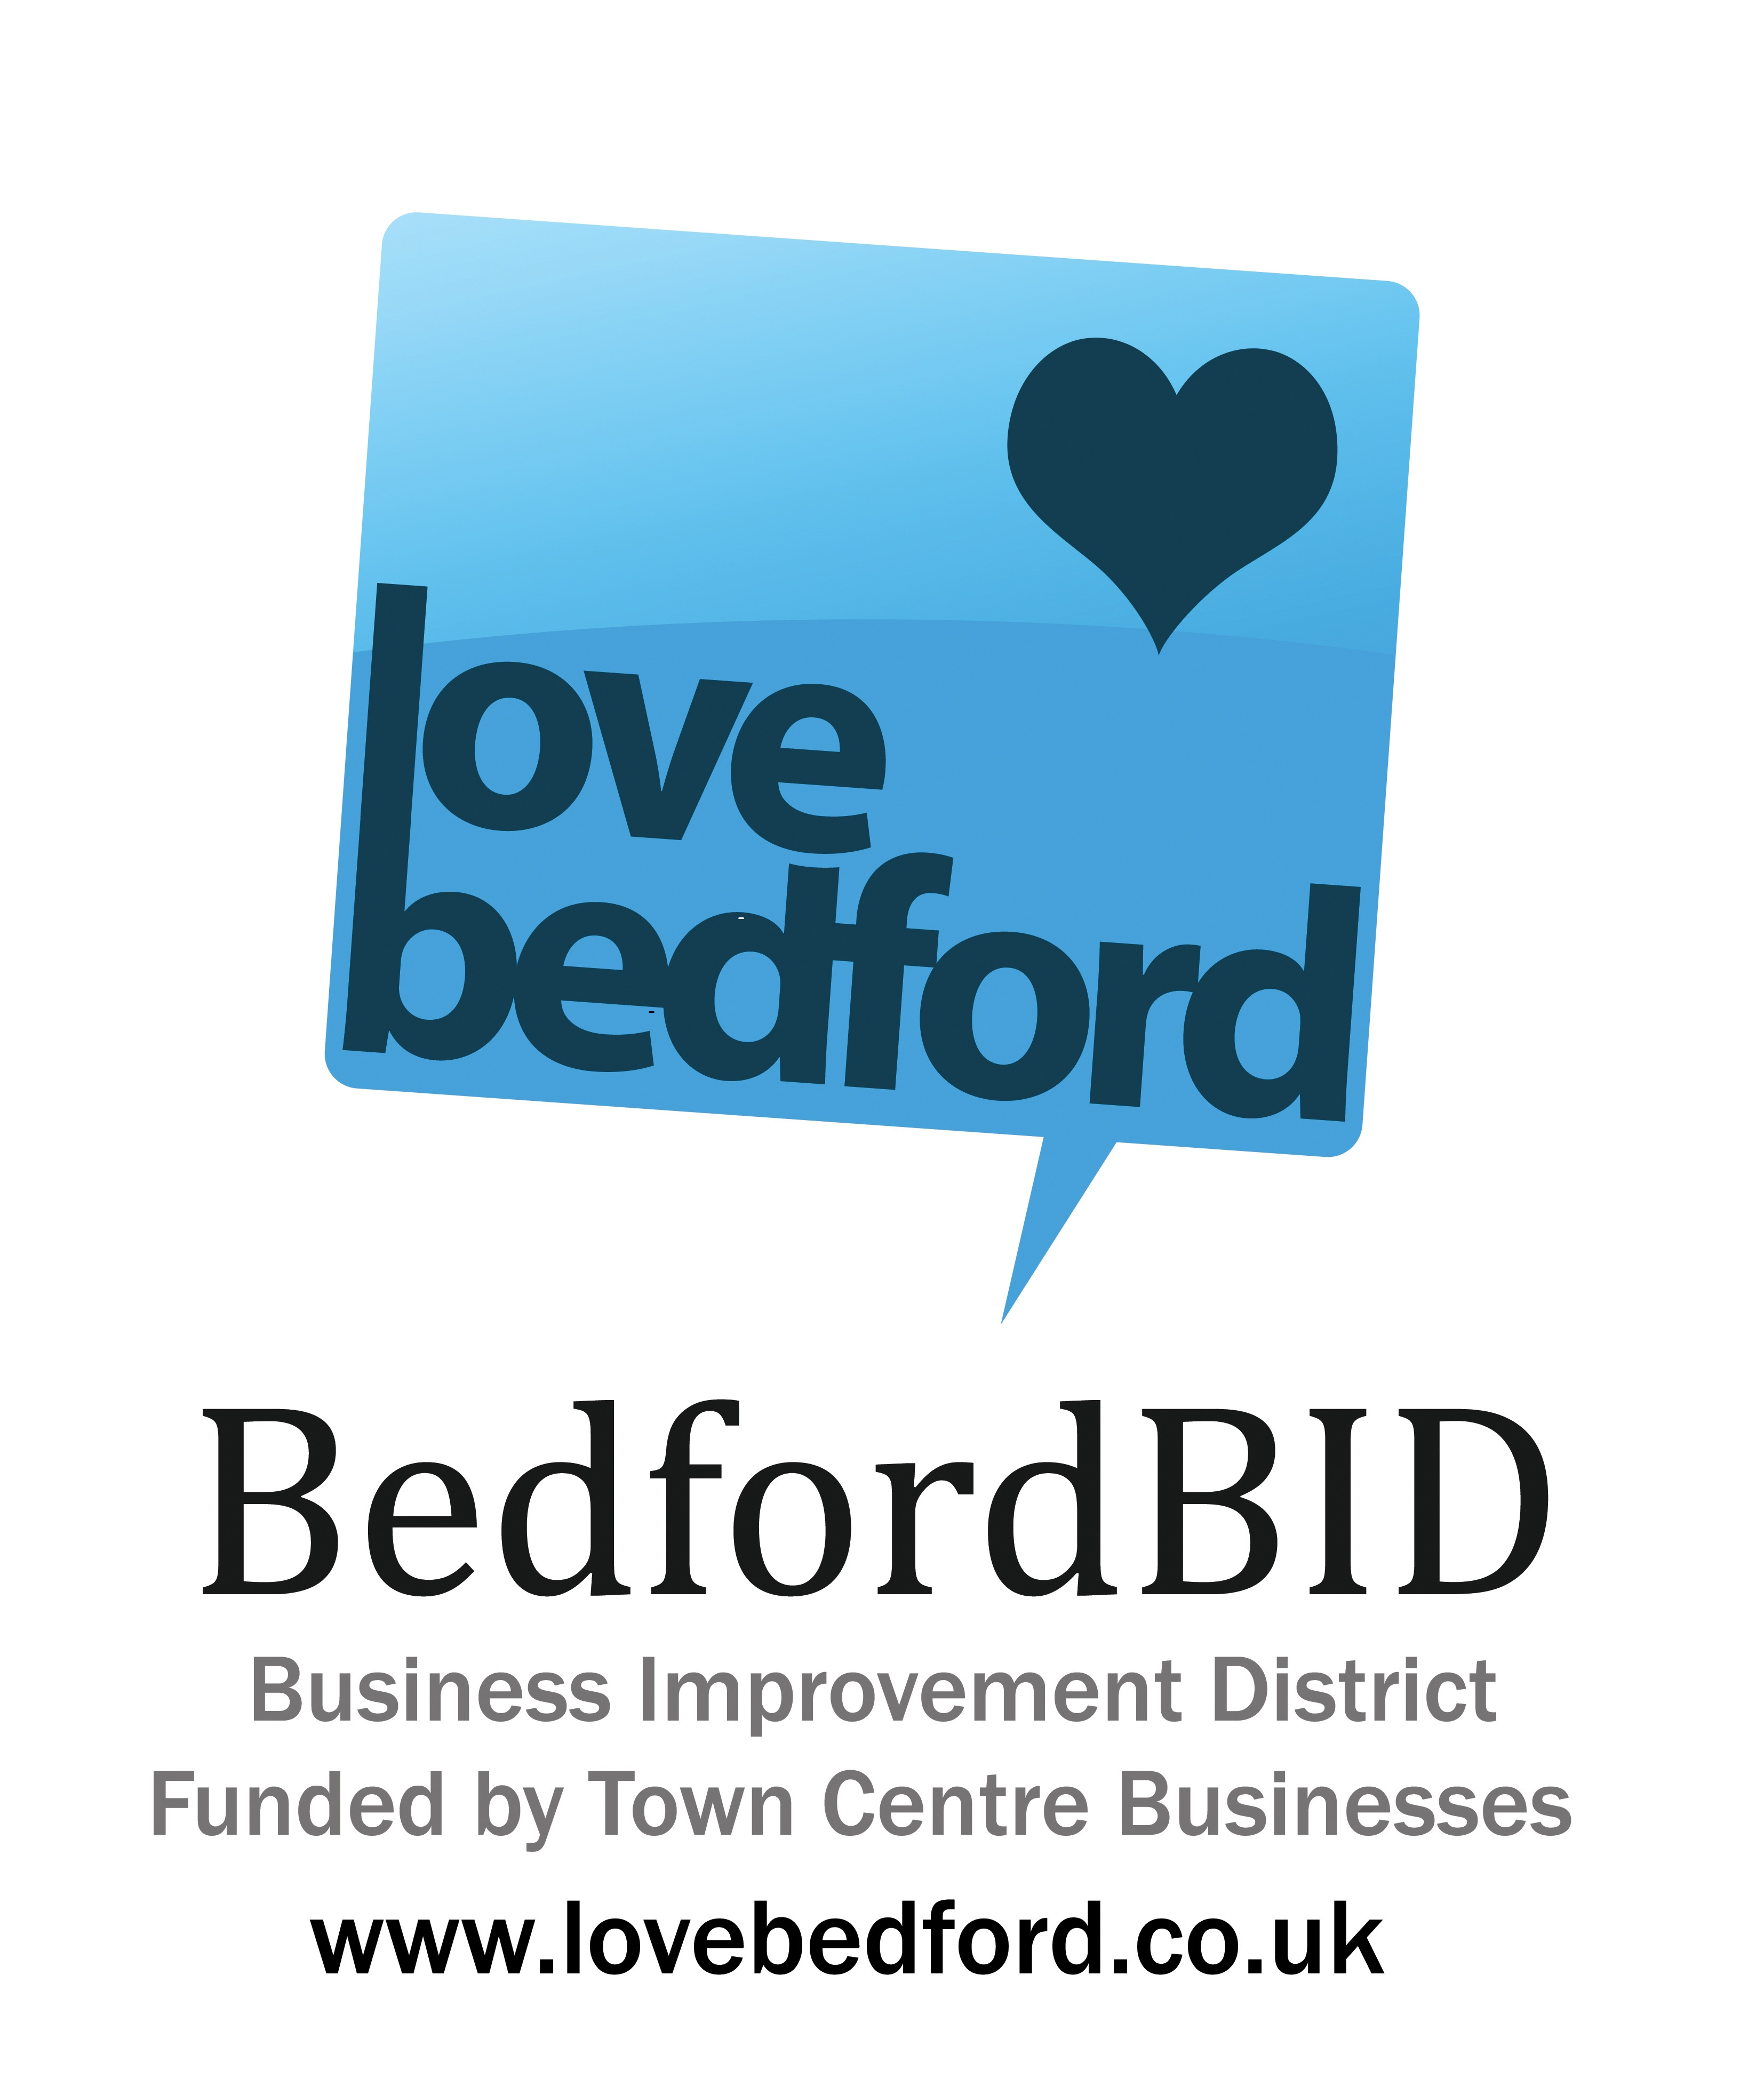 love
bedford
BedfordBID
Business Improvement District
Funded by Town Centre Businesses
www.lovebedford.co.uk